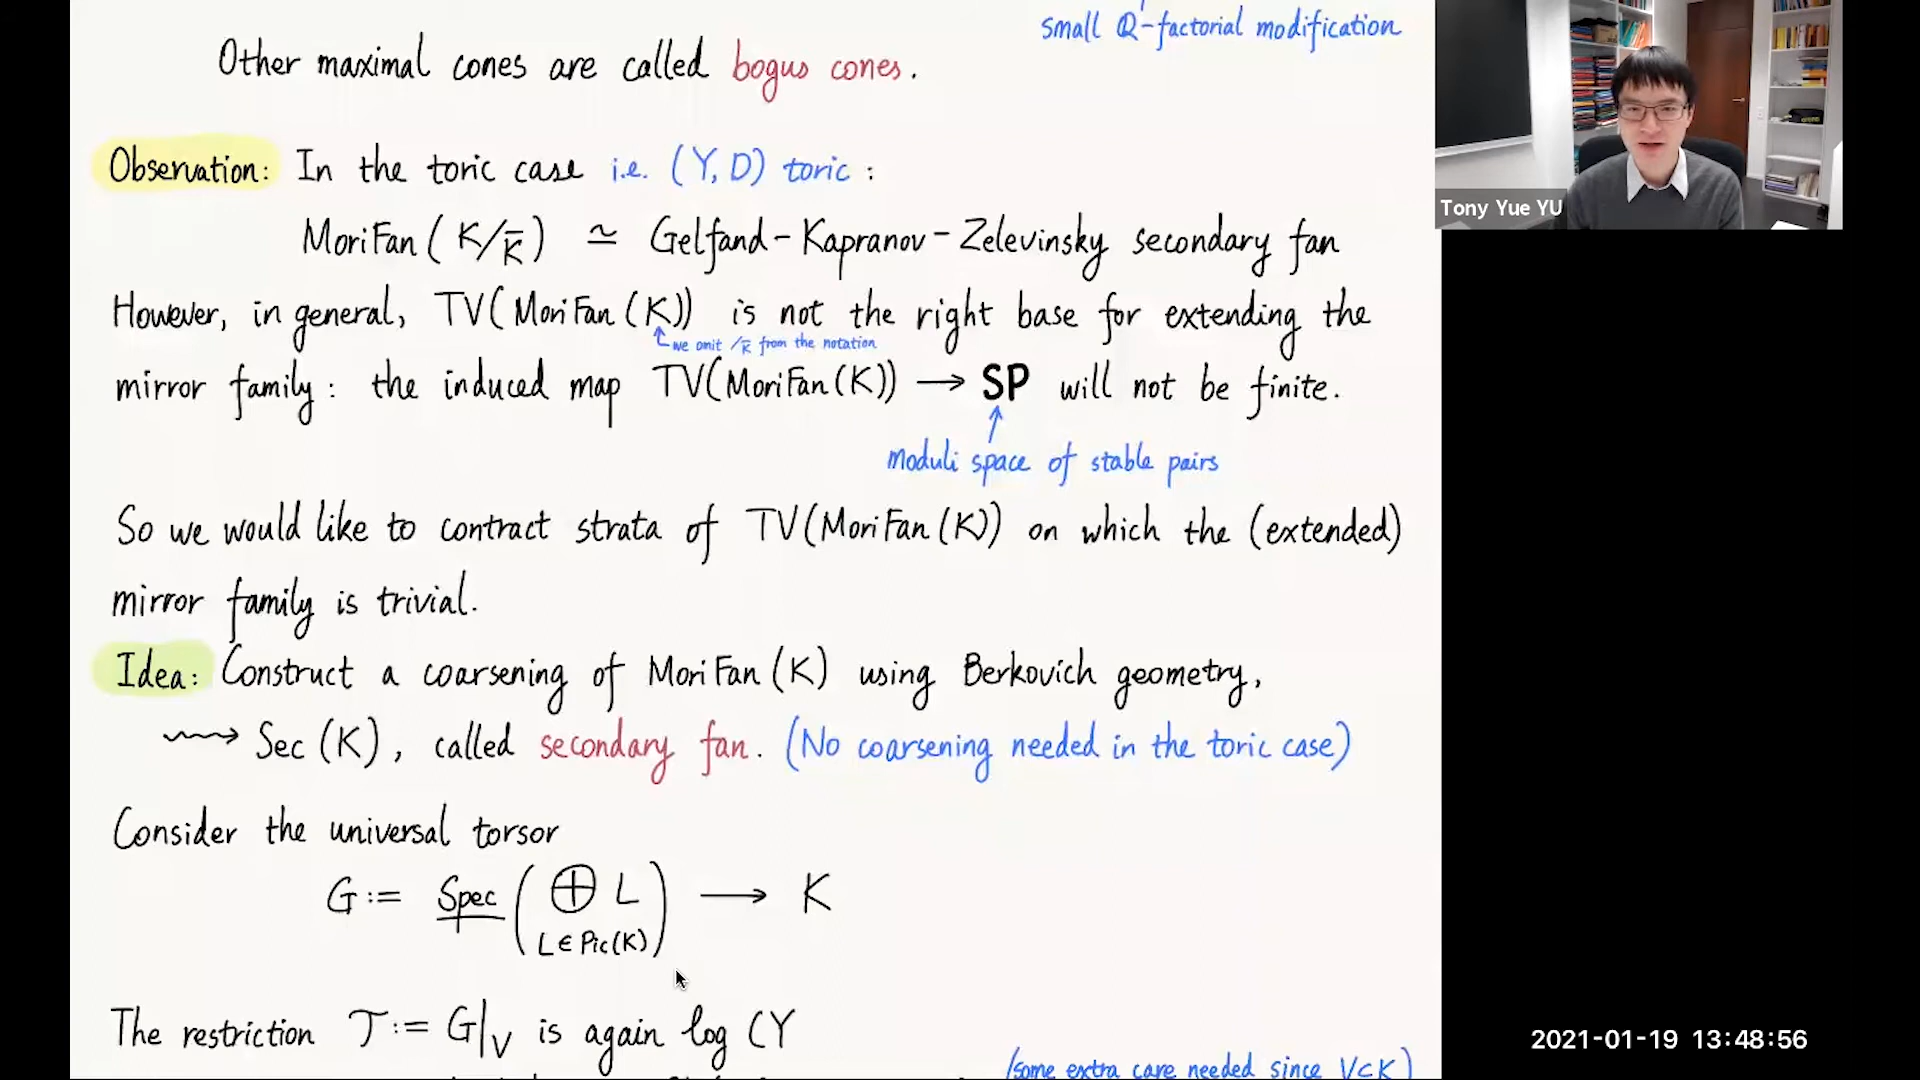 small Q-factorial modification
Other maximal cones are called bogus cones.
Observation: In the toric case i.e. (Y, D) toric :
MoriFan ( K/K̄ ) ≃ Gelfand-Kapranov-Zelevinsky secondary fan
However, in general, TV(MoriFan(K)) is not the right base for extending the
we omit /K̄ from the notation
mirror family : the induced map TV(MoriFan(K)) → SP will not be finite.
moduli space of stable pairs
So we would like to contract strata of TV(MoriFan(K)) on which the (extended)
mirror family is trivial.
Idea: Construct a coarsening of MoriFan(K) using Berkovich geometry,
⇝ Sec (K), called secondary fan. (No coarsening needed in the toric case)
Consider the universal torsor
G := Spec ( ⊕ L ) → K
L ∈ Pic(K)
The restriction 𝒯 := G|V is again log CY
(some extra care needed since V⊂K)
Tony Yue YU
2021-01-19 13:48:56